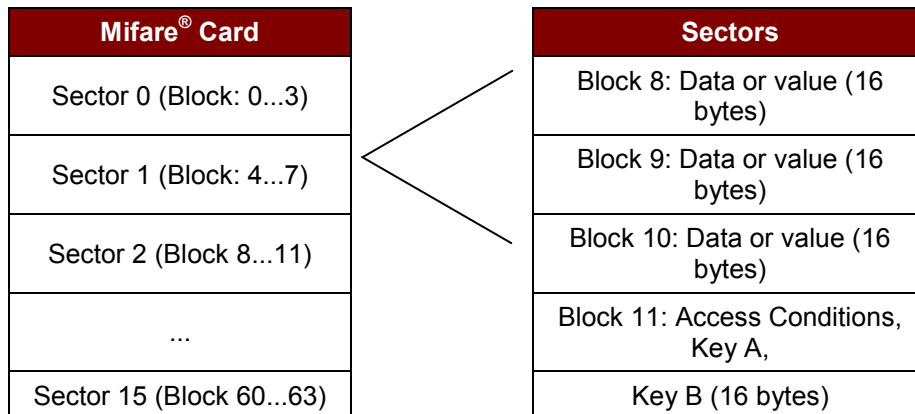 Mifare® Card
Sector 0 (Block: 0...3)
Sector 1 (Block: 4...7)
Sector 2 (Block 8...11)
...
Sector 15 (Block 60...63)
Sectors
Block 8: Data or value (16
bytes)
Block 9: Data or value (16
bytes)
Block 10: Data or value (16
bytes)
Block 11: Access Conditions,
Key A,
Key B (16 bytes)